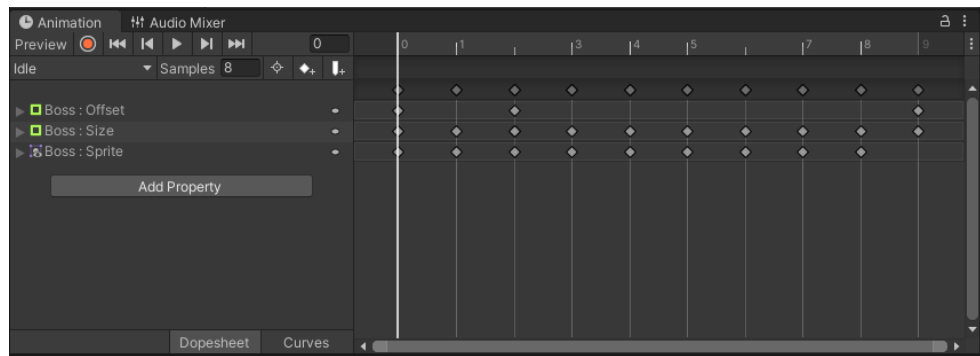 Animation Audio Mixer
Preview 0 0 1 3 4 5 7 8 9
Idle Samples 8
Boss : Offset
Boss : Size
Boss : Sprite
Add Property
Dopesheet Curves